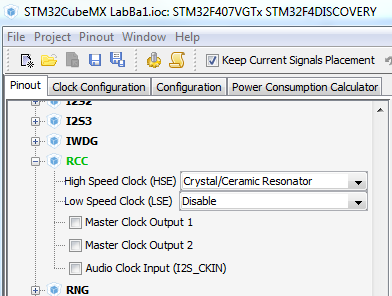 STM32CubeMX LabBa1.ioc: STM32F407VGTx STM32F4DISCOVERY
File Project Pinout Window Help
Keep Current Signals Placement
Pinout Clock Configuration Configuration Power Consumption Calculator
I2S2
I2S3
IWDG
RCC
High Speed Clock (HSE) Crystal/Ceramic Resonator
Low Speed Clock (LSE) Disable
Master Clock Output 1
Master Clock Output 2
Audio Clock Input (I2S_CKIN)
RNG